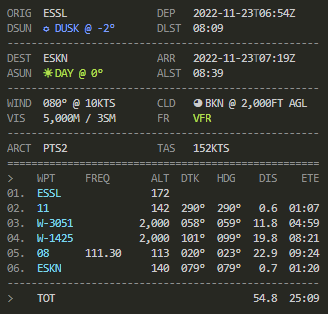 ORIG ESSL DEP 2022-11-23T06:54Z
DSUN ☼ DUSK @ -2° DLST 08:09
DEST ESKN ARR 2022-11-23T07:19Z
ASUN ☀ DAY @ 0° ALST 08:39
WIND 080° @ 10KTS CLD ◕ BKN @ 2,000FT AGL
VIS 5,000M / 3SM FR VFR
ARCT PTS2 TAS 152KTS
> WPT FREQ ALT DTK HDG DIS ETE
01. ESSL 172
02. 11 142 290° 290° 0.6 01:07
03. W-3051 2,000 058° 059° 11.8 04:59
04. W-1425 2,000 101° 099° 19.8 08:21
05. 08 111.30 113 020° 023° 22.9 09:24
06. ESKN 140 079° 079° 0.7 01:20
> TOT 54.8 25:09